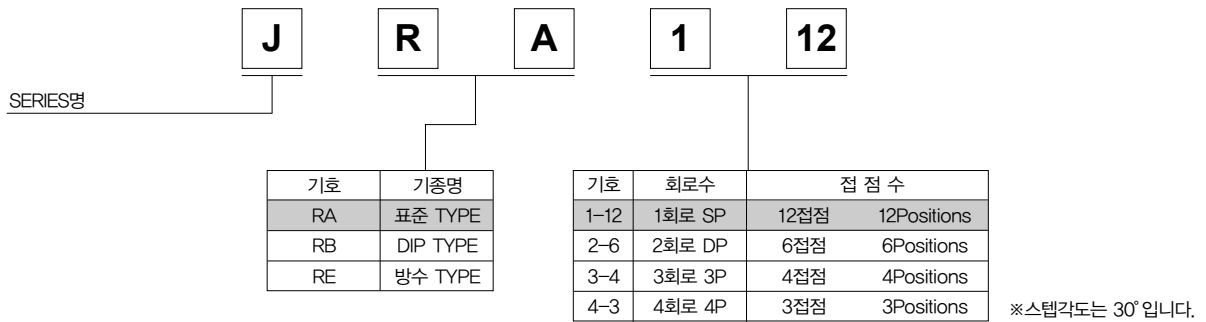 J R A 1 12
SERIES명
기호 기종명
RA 표준 TYPE
RB DIP TYPE
RE 방수 TYPE
기호 회로수 접 점 수
1-12 1회로 SP 12접점 12Positions
2-6 2회로 DP 6접점 6Positions
3-4 3회로 3P 4접점 4Positions
4-3 4회로 4P 3접점 3Positions
※스텝각도는 30°입니다.